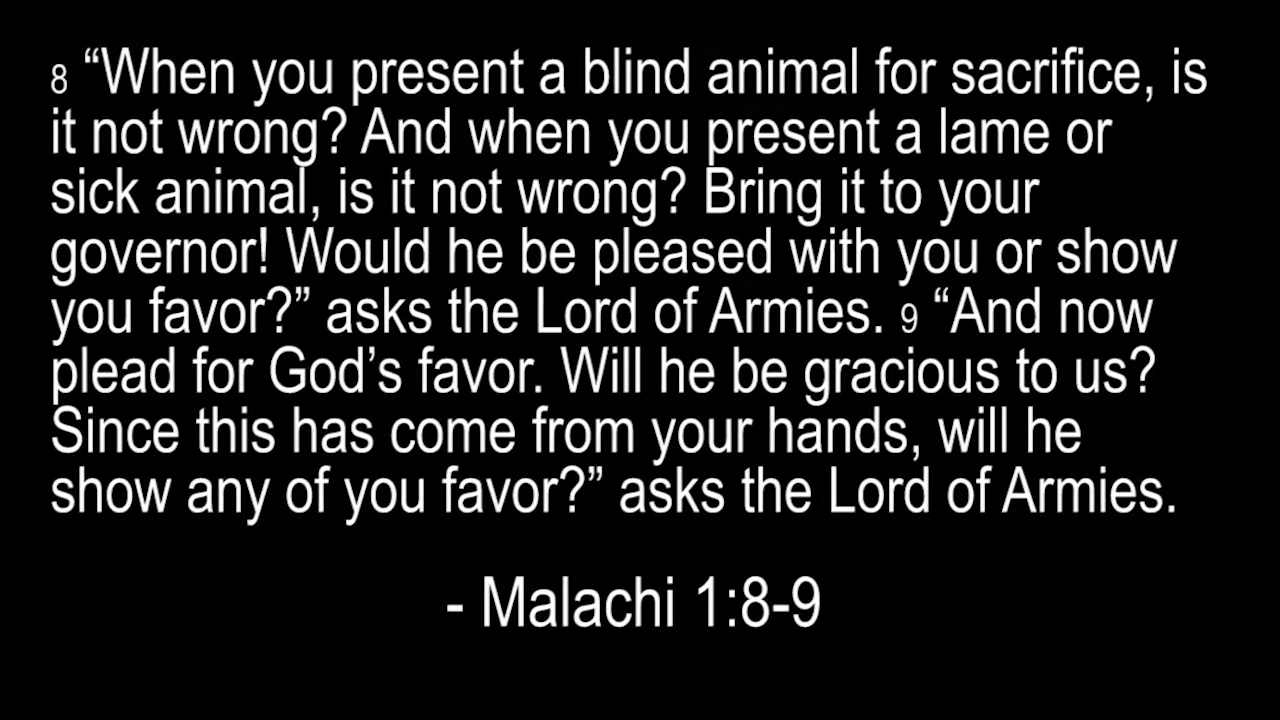 8 “When you present a blind animal for sacrifice, is
it not wrong? And when you present a lame or
sick animal, is it not wrong? Bring it to your
governor! Would he be pleased with you or show
you favor?” asks the Lord of Armies. 9 “And now
plead for God’s favor. Will he be gracious to us?
Since this has come from your hands, will he
show any of you favor?” asks the Lord of Armies.
- Malachi 1:8-9